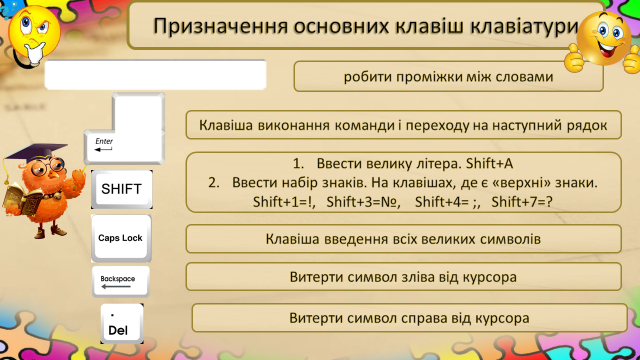 Призначення основних клавіш клавіатури
робити проміжки між словами
Enter
Клавіша виконання команди і переходу на наступний рядок
SHIFT
1. Ввести велику літера. Shift+A
2. Ввести набір знаків. На клавішах, де є «верхні» знаки.
Shift+1=!, Shift+3=№, Shift+4= ;, Shift+7=?
Caps Lock
Клавіша введення всіх великих символів
Backspace
Витерти символ зліва від курсора
.
Del
Витерти символ справа від курсора